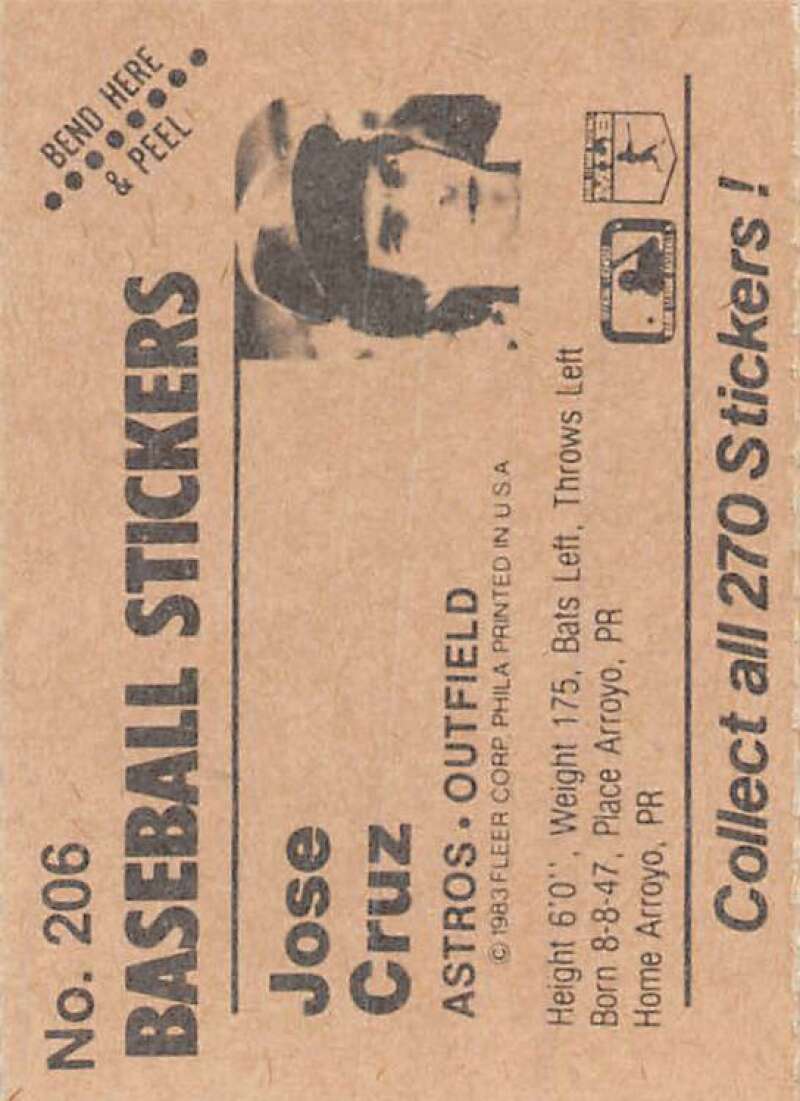 No. 206
BEND HERE
& PEEL
BASEBALL STICKERS
Jose
Cruz
ASTROS • OUTFIELD
© 1983 FLEER CORP. PHILA PRINTED IN U.S.A
Height 6'0'', Weight 175, Bats Left, Throws Left
Born 8-8-47, Place Arroyo, PR
Home Arroyo, PR
Collect all 270 Stickers!